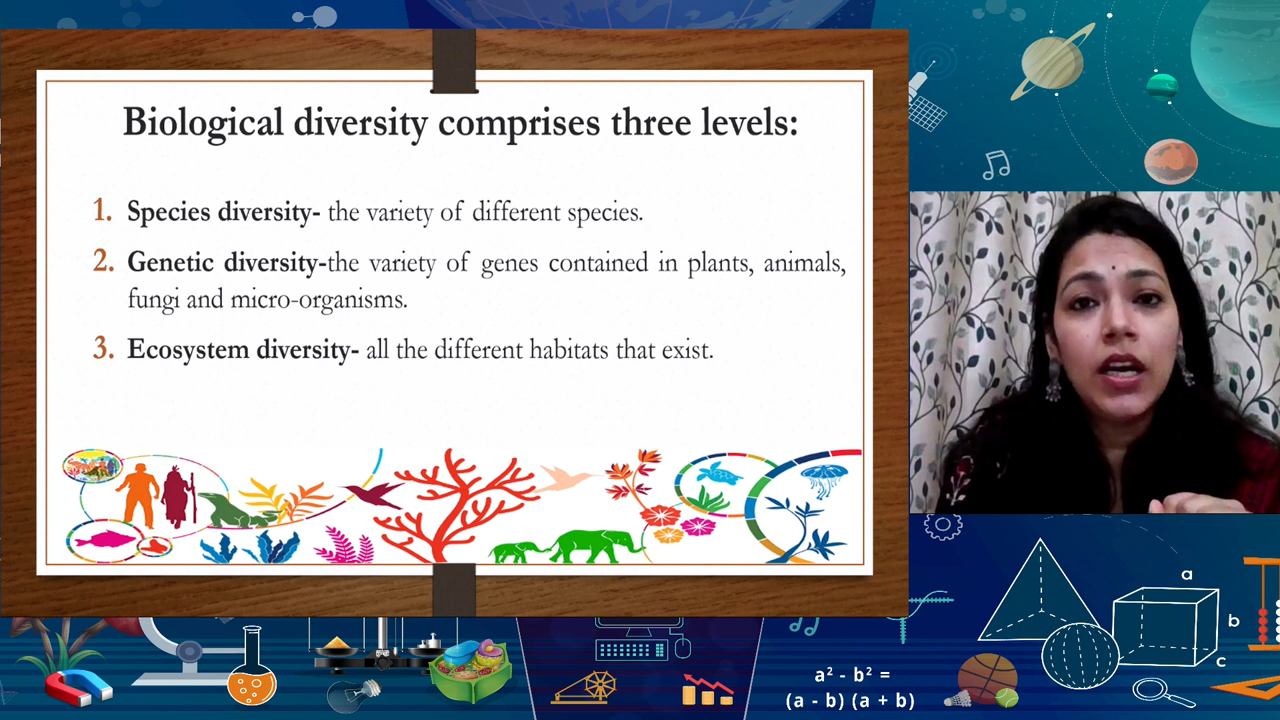 Biological diversity comprises three levels:
1. Species diversity- the variety of different species.
2. Genetic diversity-the variety of genes contained in plants, animals,
fungi and micro-organisms.
3. Ecosystem diversity- all the different habitats that exist.
a
b
c
a² - b² =
(a - b) (a + b)